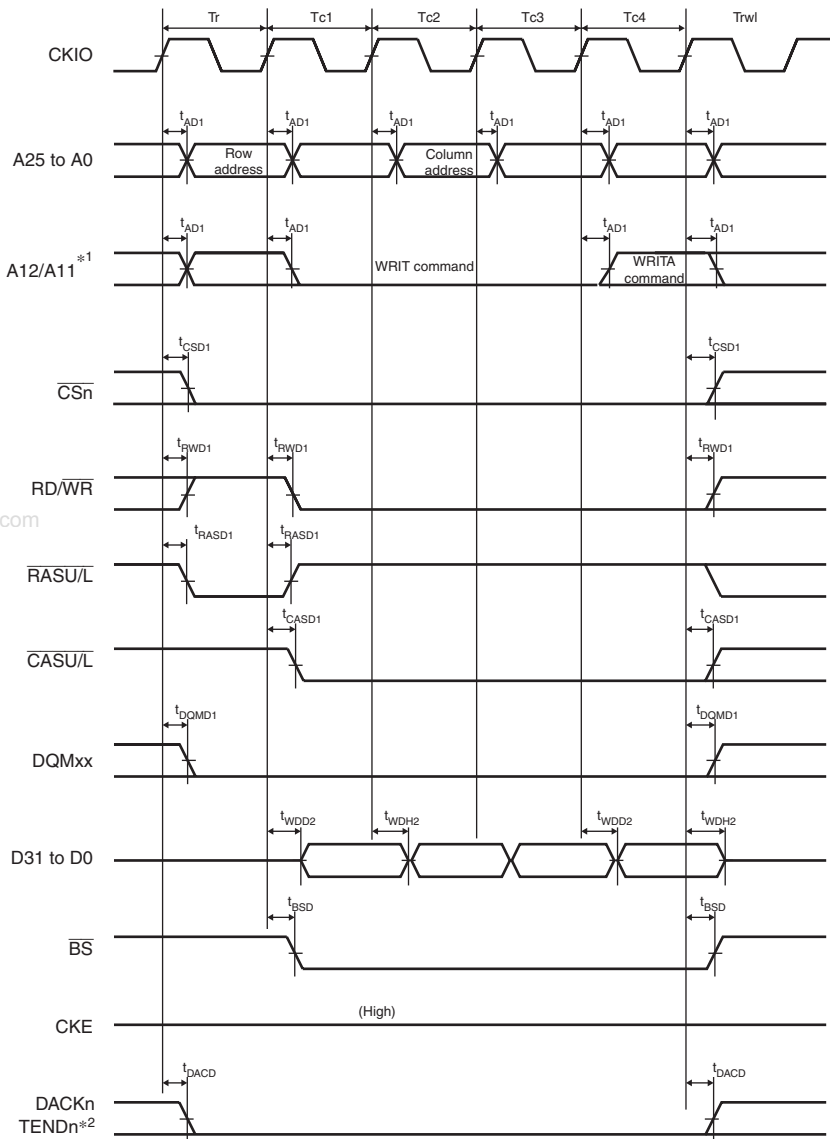 Tr Tc1 Tc2 Tc3 Tc4 Trwl
CKIO
tAD1 tAD1 tAD1 tAD1 tAD1 tAD1
A25 to A0
Row
address
Column
address
tAD1 tAD1 tAD1 tAD1
A12/A11*1
WRIT command
WRITA
command
tCSD1 tCSD1
CSn
tRWD1 tRWD1 tRWD1
RD/WR
com
tRASD1 tRASD1
RASU/L
tCASD1 tCASD1
CASU/L
tDQMD1 tDQMD1
DQMxx
tWDD2 tWDH2 tWDD2 tWDH2
D31 to D0
tBSD tBSD
BS
(High)
CKE
tDACD tDACD
DACKn
TENDn*2